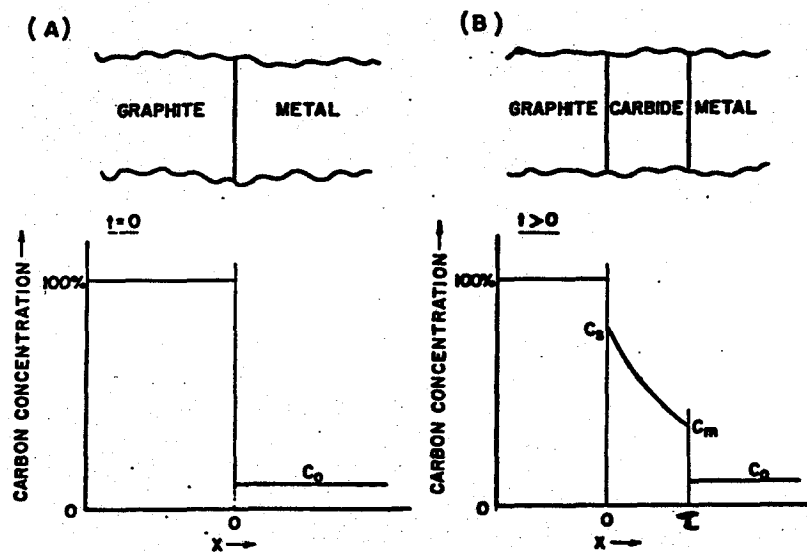 (A)
GRAPHITE METAL
t=0
CARBON CONCENTRATION →
100%
C₀
0
0
X →
(B)
GRAPHITE CARBIDE METAL
t>0
CARBON CONCENTRATION →
100%
Cs
Cm
C₀
0
0 τ
X →